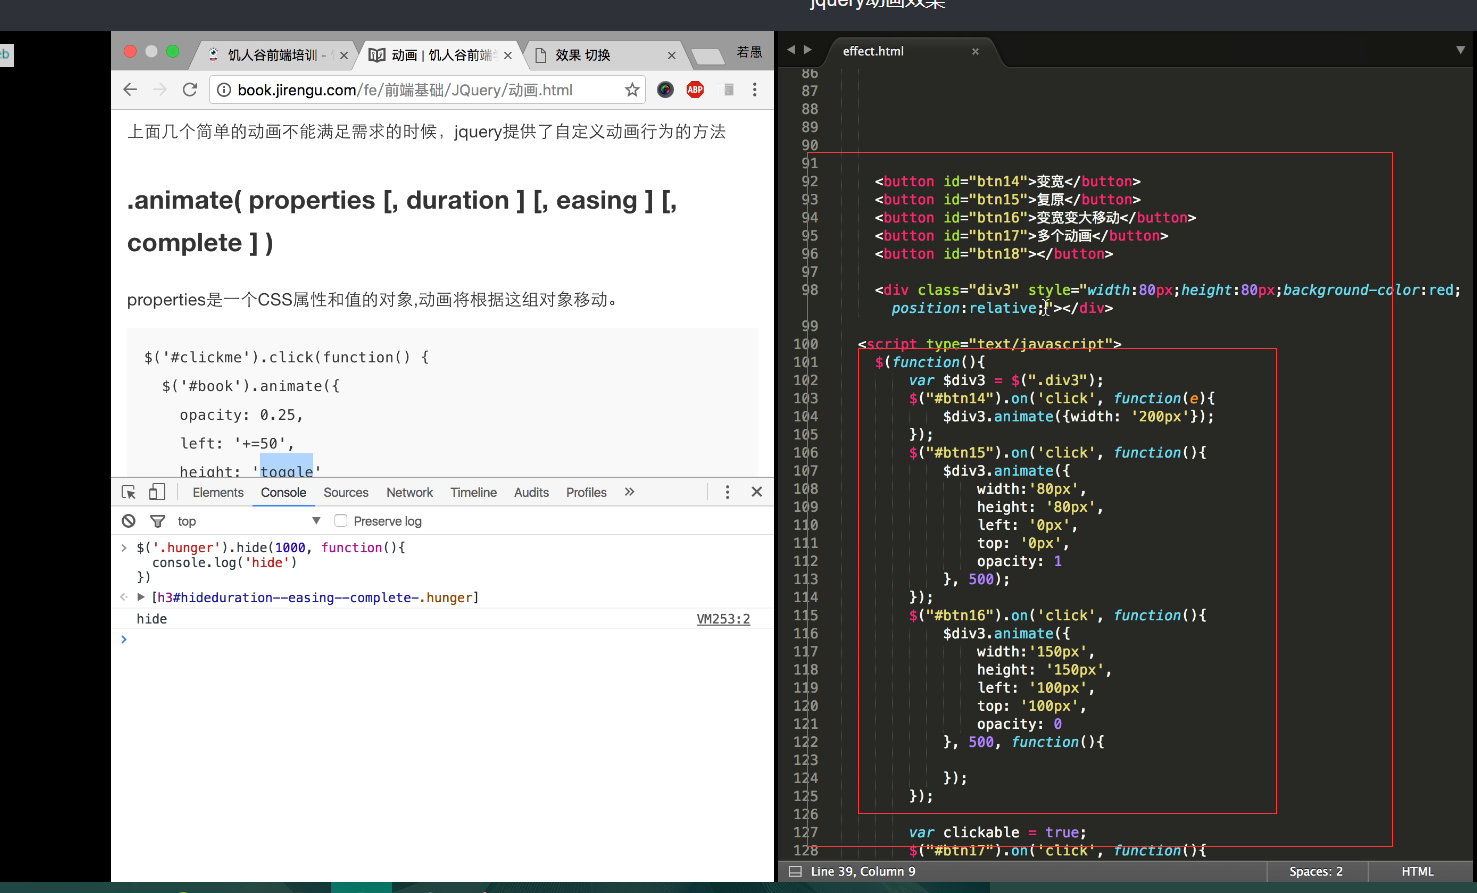 jquery动画效果
eb
饥人谷前端培训 -
动画 | 饥人谷前端
效果 切换
若愚
book.jirengu.com/fe/前端基础/JQuery/动画.html
ABP
上面几个简单的动画不能满足需求的时候，jquery提供了自定义动画行为的方法
.animate( properties [, duration ] [, easing ] [,
complete ] )
properties是一个CSS属性和值的对象,动画将根据这组对象移动。
$('#clickme').click(function() {
$('#book').animate({
opacity: 0.25,
left: '+=50',
height: 'toggle'
Elements Console Sources Network Timeline Audits Profiles »
top Preserve log
> $('.hunger').hide(1000, function(){
console.log('hide')
})
[h3#hideduration--easing--complete-.hunger]
hide VM253:2
>
effect.html
86
87
88
89
90
91
92 <button id="btn14">变宽</button>
93 <button id="btn15">复原</button>
94 <button id="btn16">变宽变大移动</button>
95 <button id="btn17">多个动画</button>
96 <button id="btn18"></button>
97
98 <div class="div3" style="width:80px;height:80px;background-color:red;
position:relative;"></div>
99
100 <script type="text/javascript">
101 $(function(){
102 var $div3 = $(".div3");
103 $("#btn14").on('click', function(e){
104 $div3.animate({width: '200px'});
105 });
106 $("#btn15").on('click', function(){
107 $div3.animate({
108 width:'80px',
109 height: '80px',
110 left: '0px',
111 top: '0px',
112 opacity: 1
113 }, 500);
114 });
115 $("#btn16").on('click', function(){
116 $div3.animate({
117 width:'150px',
118 height: '150px',
119 left: '100px',
120 top: '100px',
121 opacity: 0
122 }, 500, function(){
123
124 });
125 });
126
127 var clickable = true;
128 $("#btn17").on('click', function(){
Line 39, Column 9 Spaces: 2 HTML